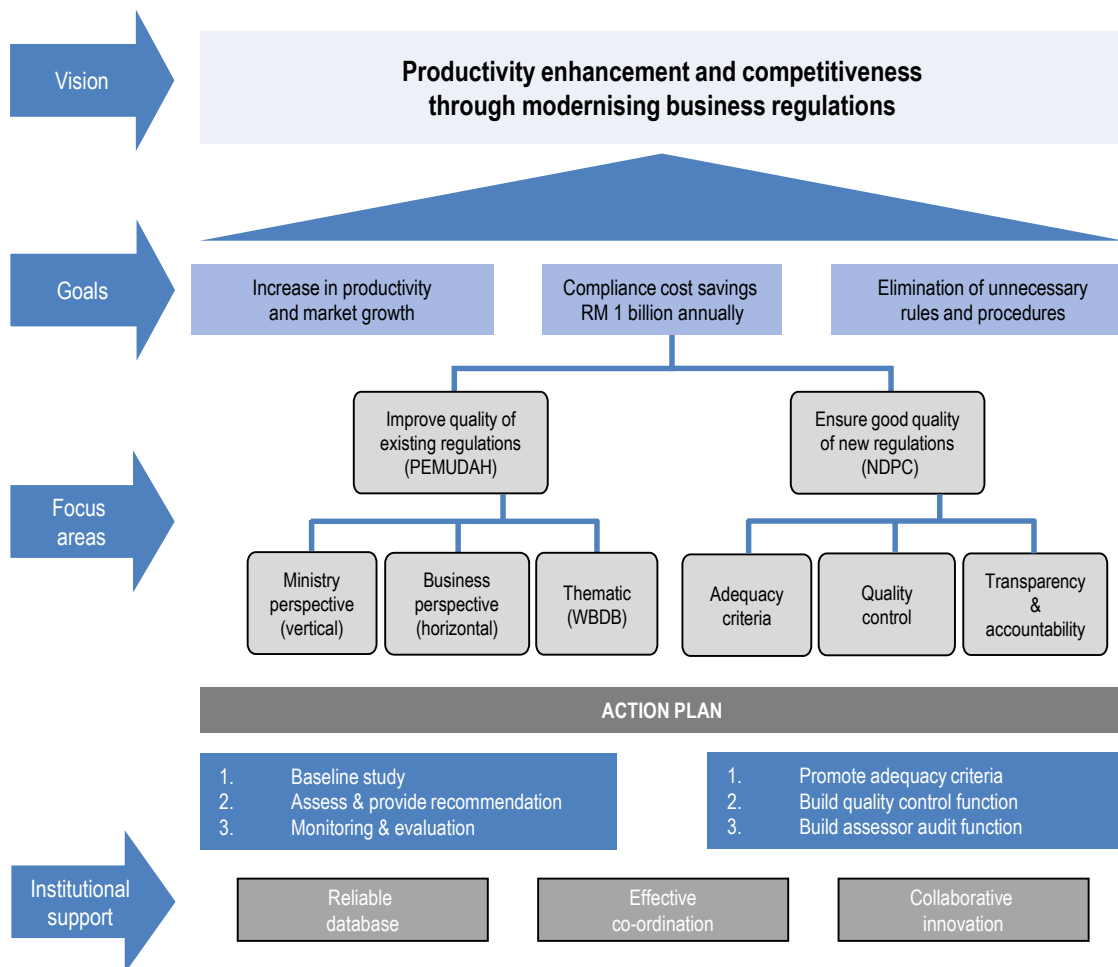 Vision
Productivity enhancement and competitiveness
through modernising business regulations
Goals
Increase in productivity
and market growth
Compliance cost savings
RM 1 billion annually
Elimination of unnecessary
rules and procedures
Focus
areas
Improve quality of
existing regulations
(PEMUDAH)
Ensure good quality
of new regulations
(NDPC)
Ministry
perspective
(vertical)
Business
perspective
(horizontal)
Thematic
(WBDB)
Adequacy
criteria
Quality
control
Transparency
&
accountability
ACTION PLAN
1. Baseline study
2. Assess & provide recommendation
3. Monitoring & evaluation
1. Promote adequacy criteria
2. Build quality control function
3. Build assessor audit function
Institutional
support
Reliable
database
Effective
co-ordination
Collaborative
innovation